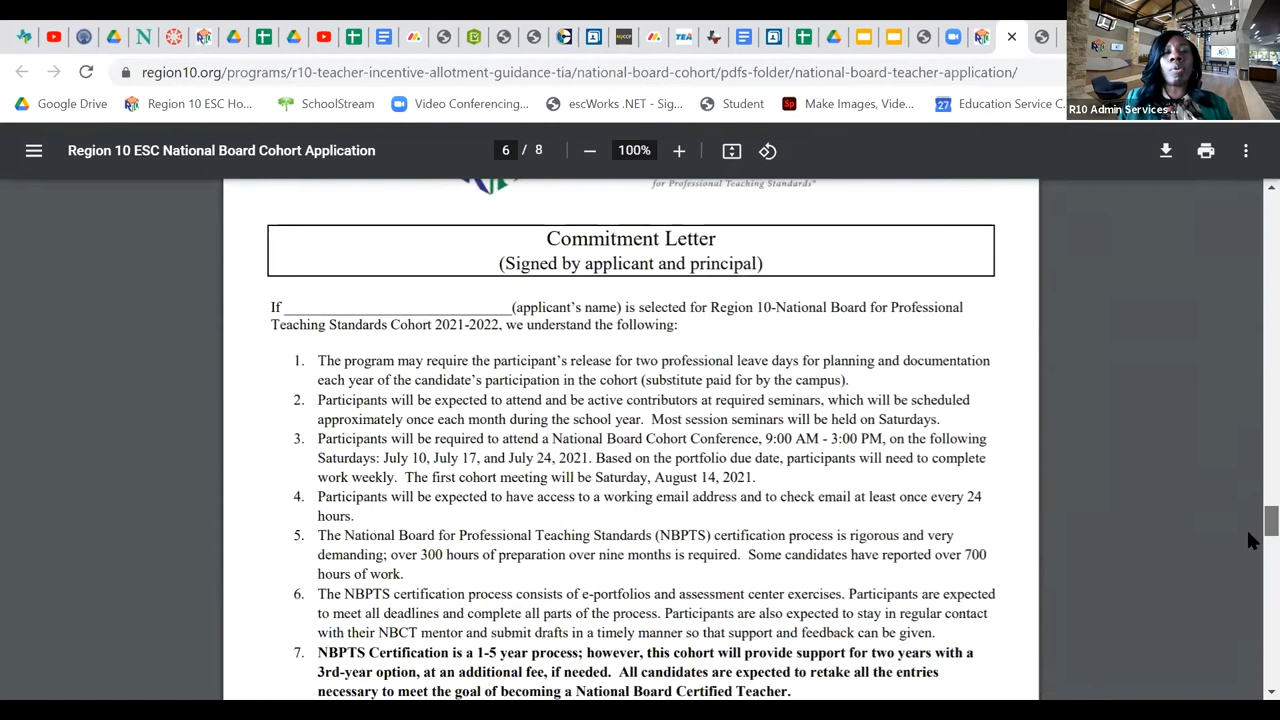 region10.org/programs/r10-teacher-incentive-allotment-guidance-tia/national-board-cohort/pdfs-folder/national-board-teacher-application/
Google Drive
Region 10 ESC Ho...
SchoolStream
Video Conferencing...
escWorks .NET - Sig...
Student
Sp
Make Images, Vide...
27
Education Service C
R10 Admin Services ...
Region 10 ESC National Board Cohort Application
6 / 8
100%
for Professional Teaching Standards®
Commitment Letter
(Signed by applicant and principal)
If ______________________________(applicant's name) is selected for Region 10-National Board for Professional
Teaching Standards Cohort 2021-2022, we understand the following:
1. The program may require the participant's release for two professional leave days for planning and documentation
each year of the candidate's participation in the cohort (substitute paid for by the campus).
2. Participants will be expected to attend and be active contributors at required seminars, which will be scheduled
approximately once each month during the school year. Most session seminars will be held on Saturdays.
3. Participants will be required to attend a National Board Cohort Conference, 9:00 AM - 3:00 PM, on the following
Saturdays: July 10, July 17, and July 24, 2021. Based on the portfolio due date, participants will need to complete
work weekly. The first cohort meeting will be Saturday, August 14, 2021.
4. Participants will be expected to have access to a working email address and to check email at least once every 24
hours.
5. The National Board for Professional Teaching Standards (NBPTS) certification process is rigorous and very
demanding; over 300 hours of preparation over nine months is required. Some candidates have reported over 700
hours of work.
6. The NBPTS certification process consists of e-portfolios and assessment center exercises. Participants are expected
to meet all deadlines and complete all parts of the process. Participants are also expected to stay in regular contact
with their NBCT mentor and submit drafts in a timely manner so that support and feedback can be given.
7. NBPTS Certification is a 1-5 year process; however, this cohort will provide support for two years with a
3rd-year option, at an additional fee, if needed. All candidates are expected to retake all the entries
necessary to meet the goal of becoming a National Board Certified Teacher.